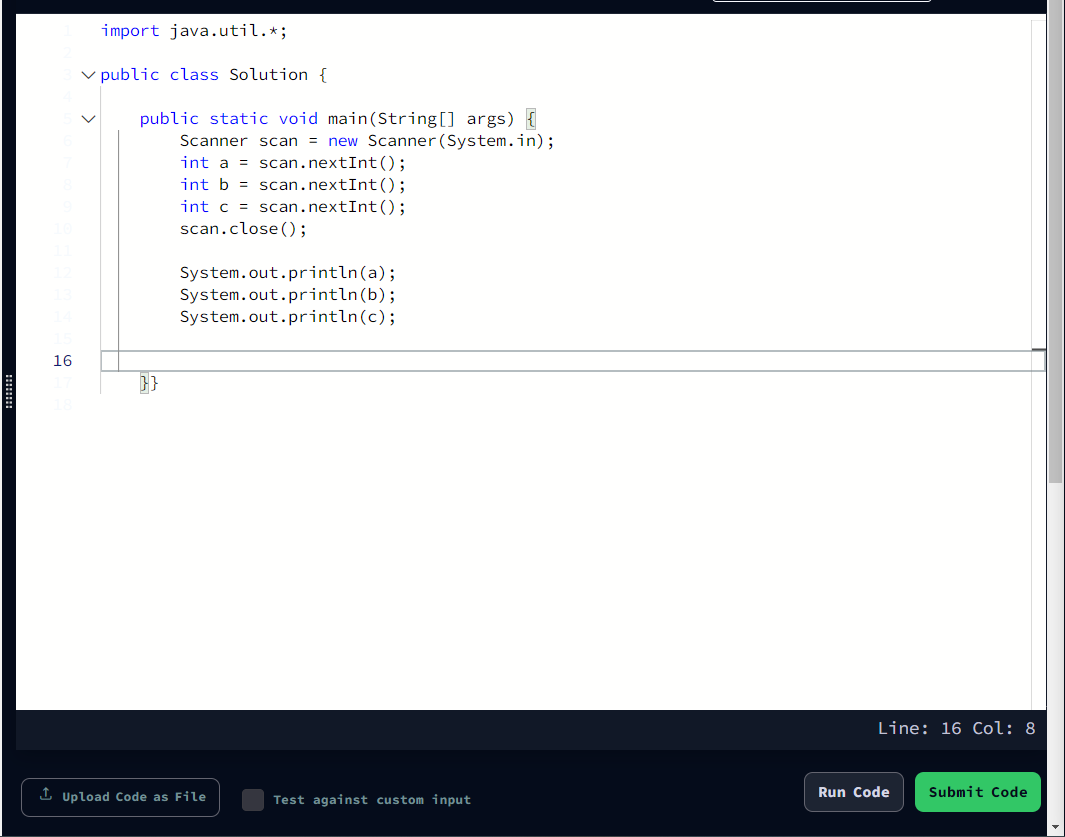 1 import java.util.*;
2
3 public class Solution {
4
5     public static void main(String[] args) {
6         Scanner scan = new Scanner(System.in);
7         int a = scan.nextInt();
8         int b = scan.nextInt();
9         int c = scan.nextInt();
10         scan.close();
11
12         System.out.println(a);
13         System.out.println(b);
14         System.out.println(c);
15
16
17     }}
18
Line: 16 Col: 8
Upload Code as File
Test against custom input
Run Code
Submit Code